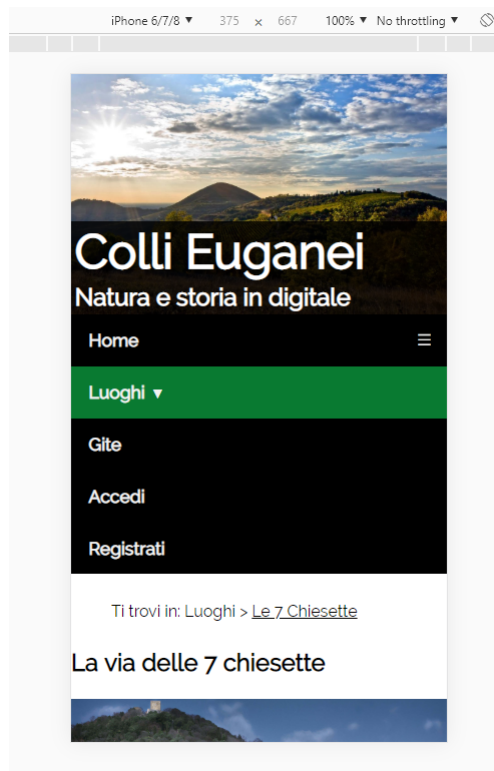 iPhone 6/7/8 ▼ 375 x 667 100% ▼ No throttling ▼
Colli Euganei
Natura e storia in digitale
Home ☰
Luoghi ▼
Gite
Accedi
Registrati
Ti trovi in: Luoghi > Le 7 Chiesette
La via delle 7 chiesette